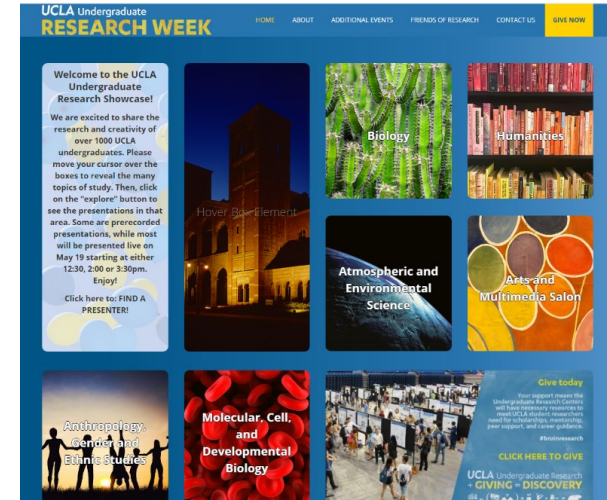 UCLA Undergraduate
RESEARCH WEEK
HOME ABOUT ADDITIONAL EVENTS FRIENDS OF RESEARCH CONTACT US GIVE NOW
Welcome to the UCLA
Undergraduate
Research Showcase!
We are excited to share the
research and creativity of
over 1000 UCLA
undergraduates. Please
move your cursor over the
boxes to reveal the many
topics of study. Then, click
on the "explore" button to
see the presentations in that
area. Some are prerecorded
presentations, while most
will be presented live on
May 19 starting at either
12:30, 2:00 or 3:30pm.
Enjoy!
Click here to: FIND A
PRESENTER!
Hover Box Element
Biology
Humanities
Atmospheric and
Environmental
Science
Arts and
Multimedia Salon
Anthropology,
Gender and
Ethnic Studies
Molecular, Cell,
and
Developmental
Biology
Give today
Your support means the
Undergraduate Research Centers
will have necessary resources to
meet UCLA student researchers
need for scholarships, mentorship,
peer support, and career guidance.
#bruinresearch
CLICK HERE TO GIVE
UCLA Undergraduate Research
+ GIVING = DISCOVERY